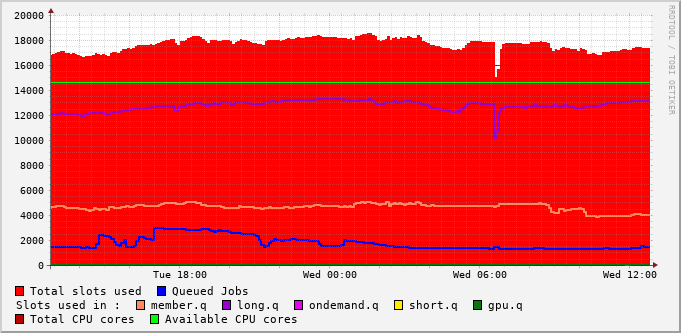 20000
18000
16000
14000
12000
10000
8000
6000
4000
2000
0
Tue 18:00 Wed 00:00 Wed 06:00 Wed 12:00
Total slots used Queued Jobs
Slots used in : member.q long.q ondemand.q short.q gpu.q
Total CPU cores Available CPU cores
RRDTOOL / TOBI OETIKER